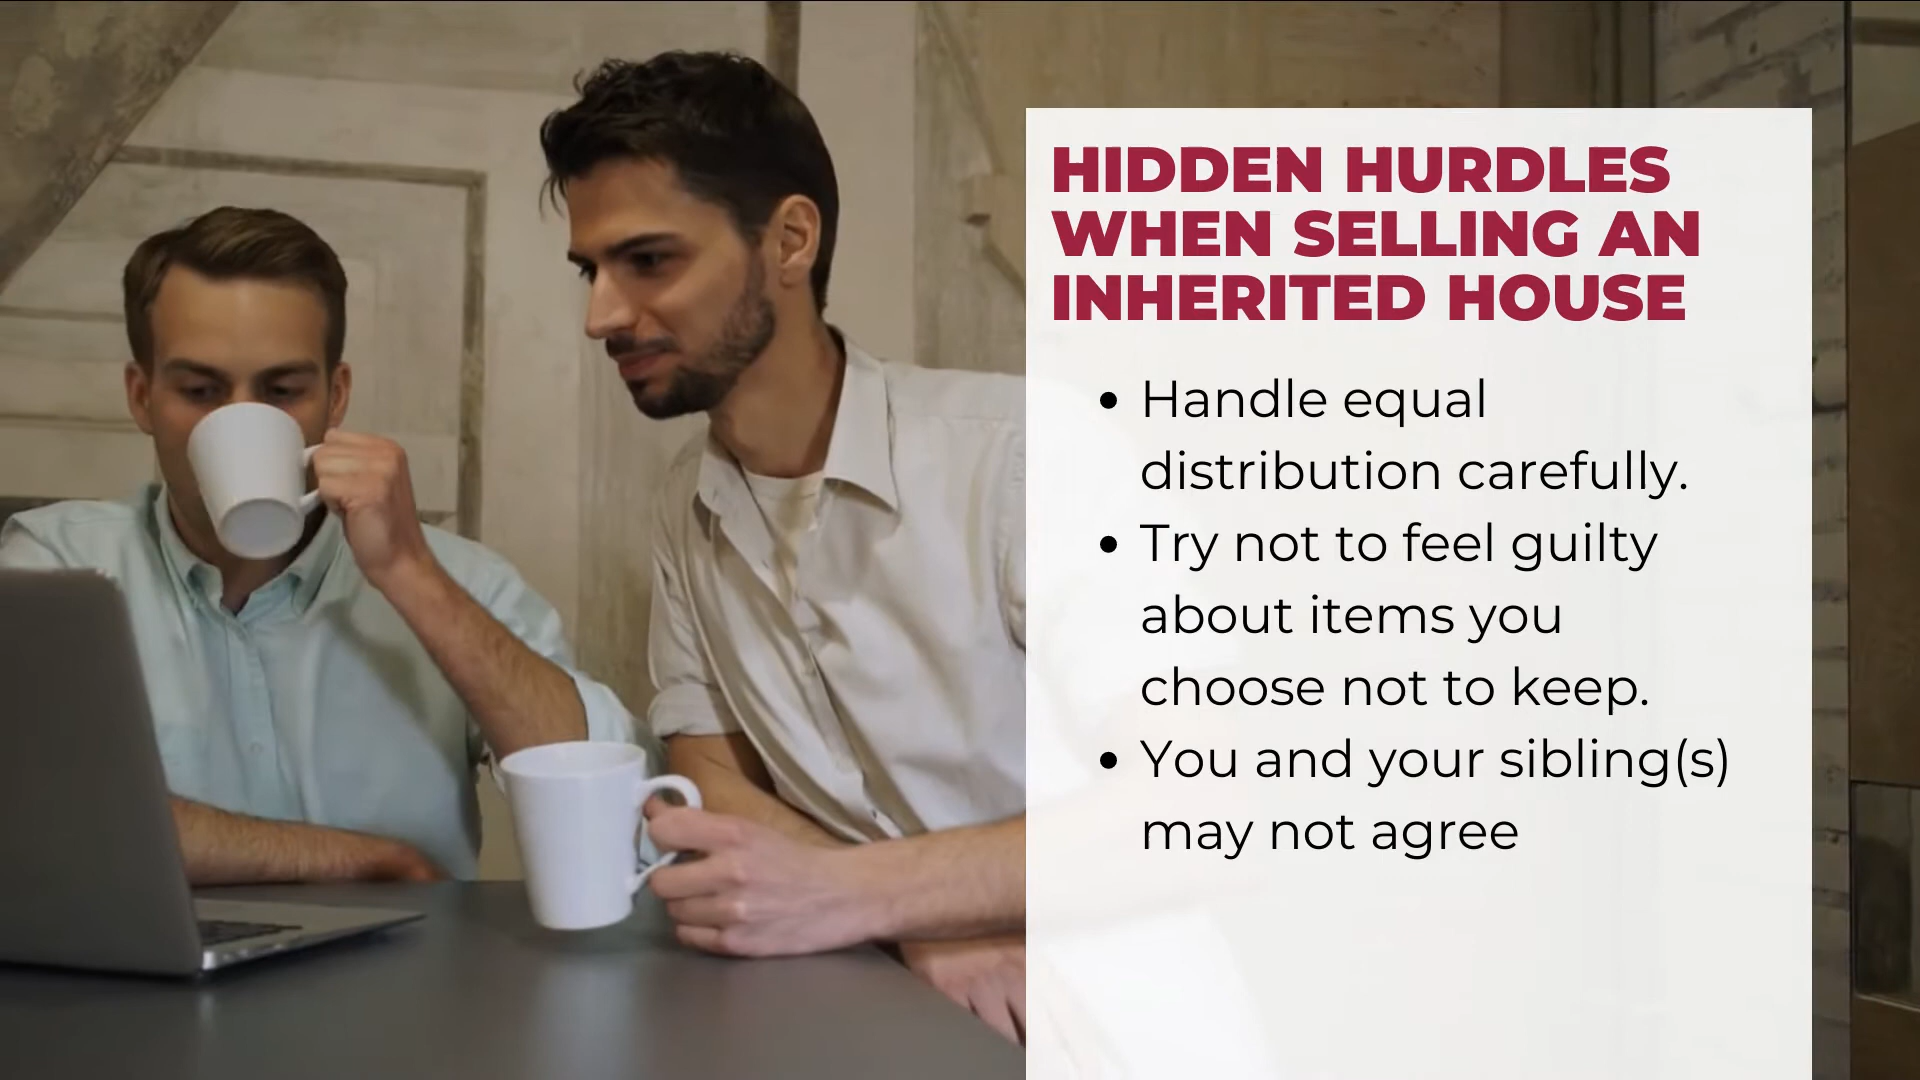 HIDDEN HURDLES
WHEN SELLING AN
INHERITED HOUSE
• Handle equal
distribution carefully.
• Try not to feel guilty
about items you
choose not to keep.
• You and your sibling(s)
may not agree